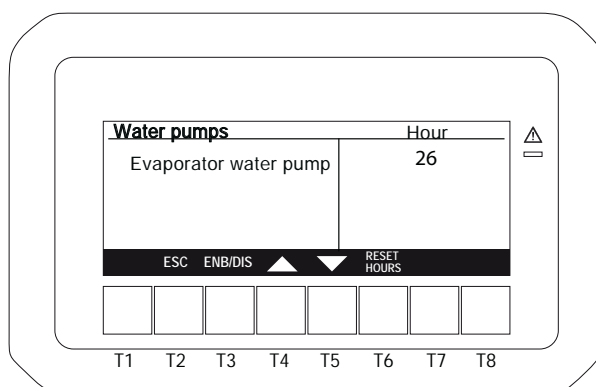 Water pumps Hour
Evaporator water pump 26
ESC ENB/DIS RESET
HOURS
T1 T2 T3 T4 T5 T6 T7 T8